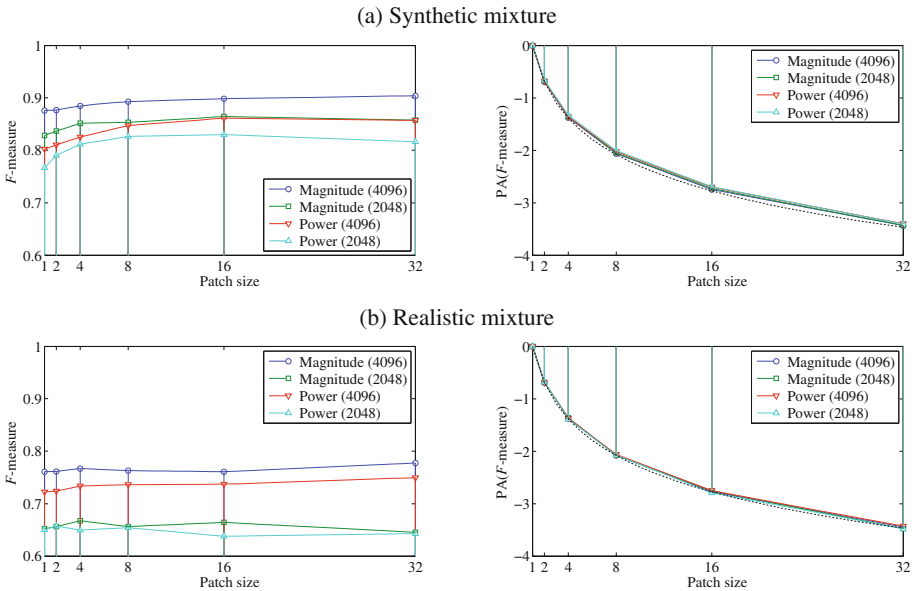 (a) Synthetic mixture
1
0.9
0.8
0.7
0.6
F-measure
Magnitude (4096)
Magnitude (2048)
Power (4096)
Power (2048)
1 2 4 8 16 32
Patch size
0
−1
−2
−3
−4
PA(F-measure)
Magnitude (4096)
Magnitude (2048)
Power (4096)
Power (2048)
1 2 4 8 16 32
Patch size
(b) Realistic mixture
1
0.9
0.8
0.7
0.6
F-measure
Magnitude (4096)
Magnitude (2048)
Power (4096)
Power (2048)
1 2 4 8 16 32
Patch size
0
−1
−2
−3
−4
PA(F-measure)
Magnitude (4096)
Magnitude (2048)
Power (4096)
Power (2048)
1 2 4 8 16 32
Patch size